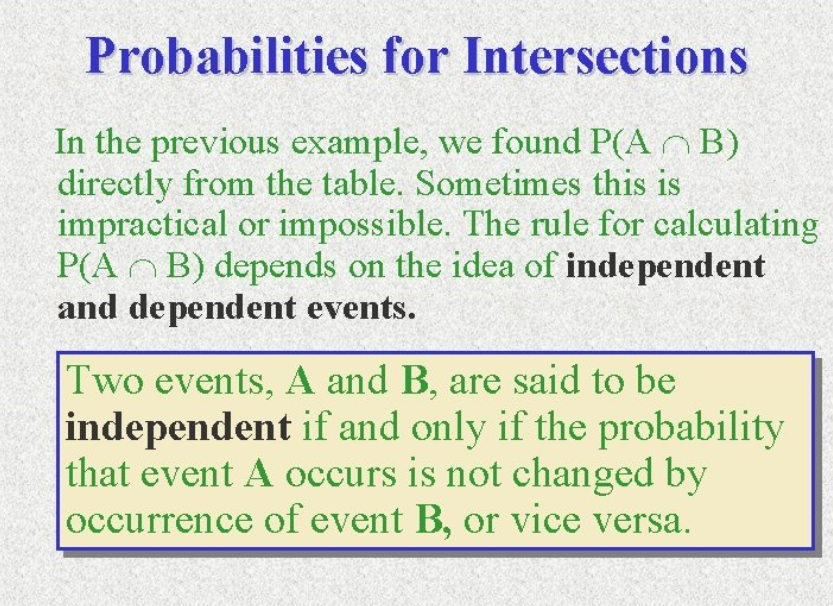 Probabilities for Intersections
In the previous example, we found P(A ∩ B)
directly from the table. Sometimes this is
impractical or impossible. The rule for calculating
P(A ∩ B) depends on the idea of independent
and dependent events.
Two events, A and B, are said to be
independent if and only if the probability
that event A occurs is not changed by
occurrence of event B, or vice versa.